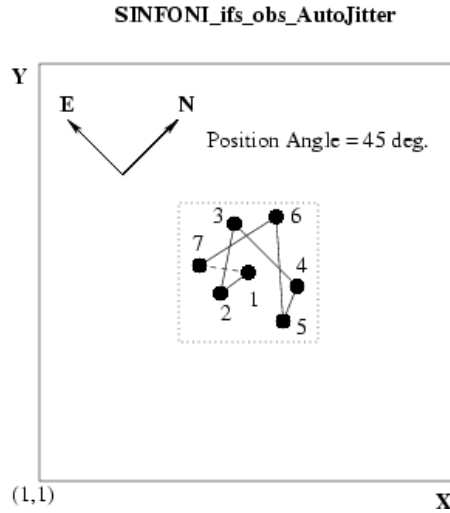 SINFONI_ifs_obs_AutoJitter
Y
E
N
Position Angle = 45 deg.
3
6
7
4
1
2
5
(1,1)
X